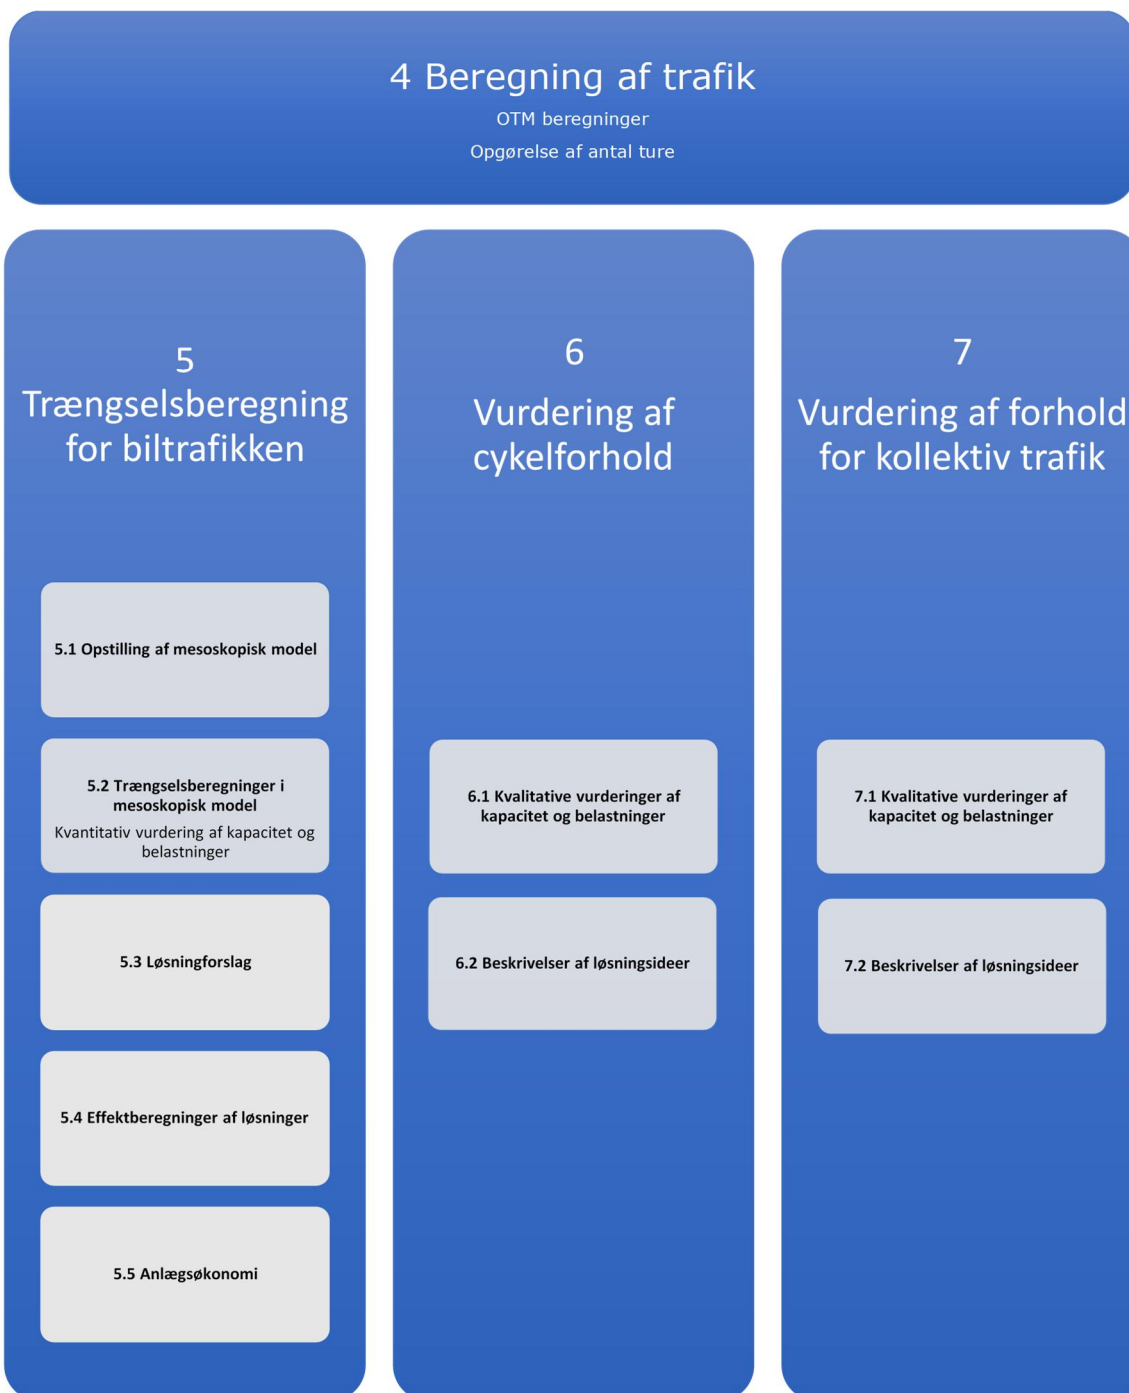 4 Beregning af trafik
OTM beregninger
Opgørelse af antal ture
5
Trængselsberegning
for biltrafikken
5.1 Opstilling af mesoskopisk model
5.2 Trængselsberegninger i
mesoskopisk model
Kvantitativ vurdering af kapacitet og
belastninger
5.3 Løsningforslag
5.4 Effektberegninger af løsninger
5.5 Anlægsøkonomi
6
Vurdering af
cykelforhold
6.1 Kvalitative vurderinger af
kapacitet og belastninger
6.2 Beskrivelser af løsningsideer
7
Vurdering af forhold
for kollektiv trafik
7.1 Kvalitative vurderinger af
kapacitet og belastninger
7.2 Beskrivelser af løsningsideer